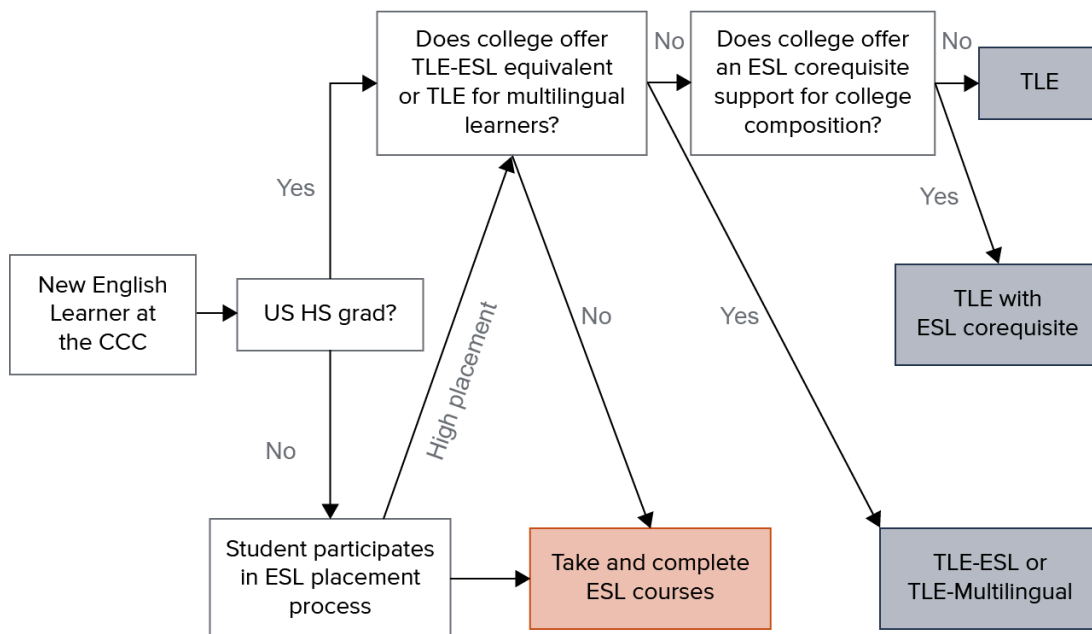 Does college offer
TLE-ESL equivalent
or TLE for multilingual
learners?
No
Does college offer
an ESL corequisite
support for college
composition?
No
TLE
Yes
Yes
New English
Learner at
the CCC
US HS grad?
TLE with
ESL corequisite
High placement
No
Yes
No
Student participates
in ESL placement
process
Take and complete
ESL courses
TLE-ESL or
TLE-Multilingual